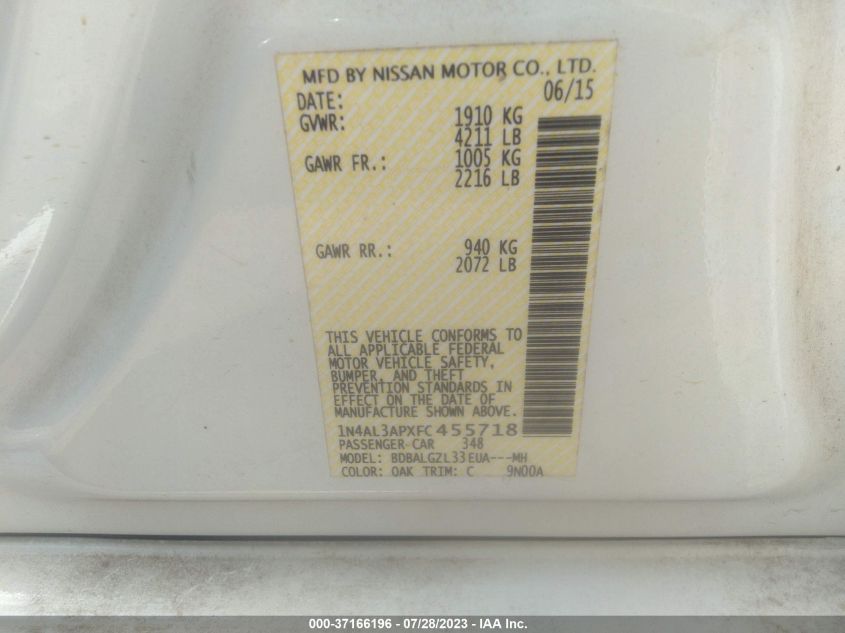 MFD BY NISSAN MOTOR CO., LTD.
DATE: 06/15
GVWR: 1910 KG
4211 LB
GAWR FR.: 1005 KG
2216 LB
GAWR RR.: 940 KG
2072 LB
THIS VEHICLE CONFORMS TO
ALL APPLICABLE FEDERAL
MOTOR VEHICLE SAFETY,
BUMPER, AND THEFT
PREVENTION STANDARDS IN
EFFECT ON THE DATE OF
MANUFACTURE SHOWN ABOVE.
1N4AL3APXFC455718
PASSENGER CAR 348
MODEL: BDBALGZL33EUA---MH
COLOR: QAK TRIM: C 9N00A
000-37166196 - 07/28/2023 - IAA Inc.